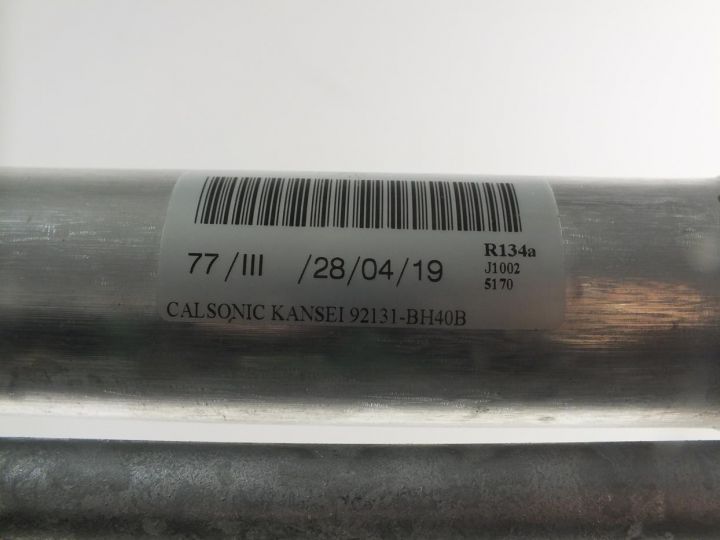 77/III /28/04/19
R134a
J1002
5170
CALSONIC KANSEI 92131-BH40B